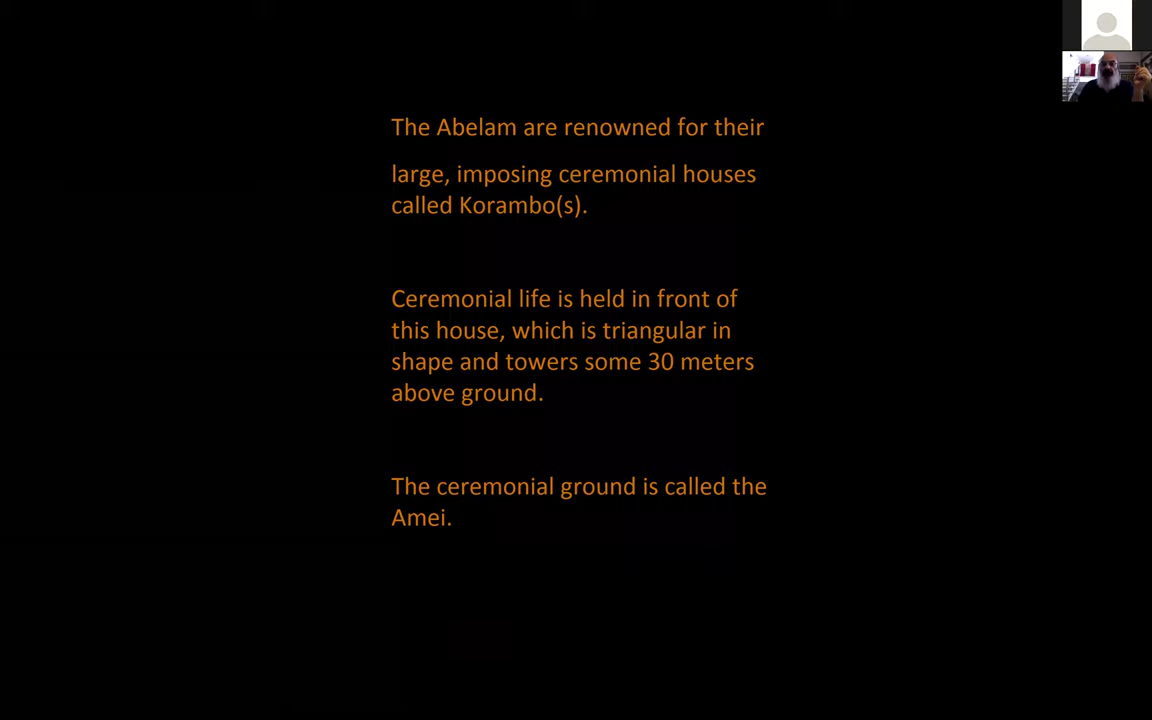 The Abelam are renowned for their
large, imposing ceremonial houses
called Korambo(s).
Ceremonial life is held in front of
this house, which is triangular in
shape and towers some 30 meters
above ground.
The ceremonial ground is called the
Amei.